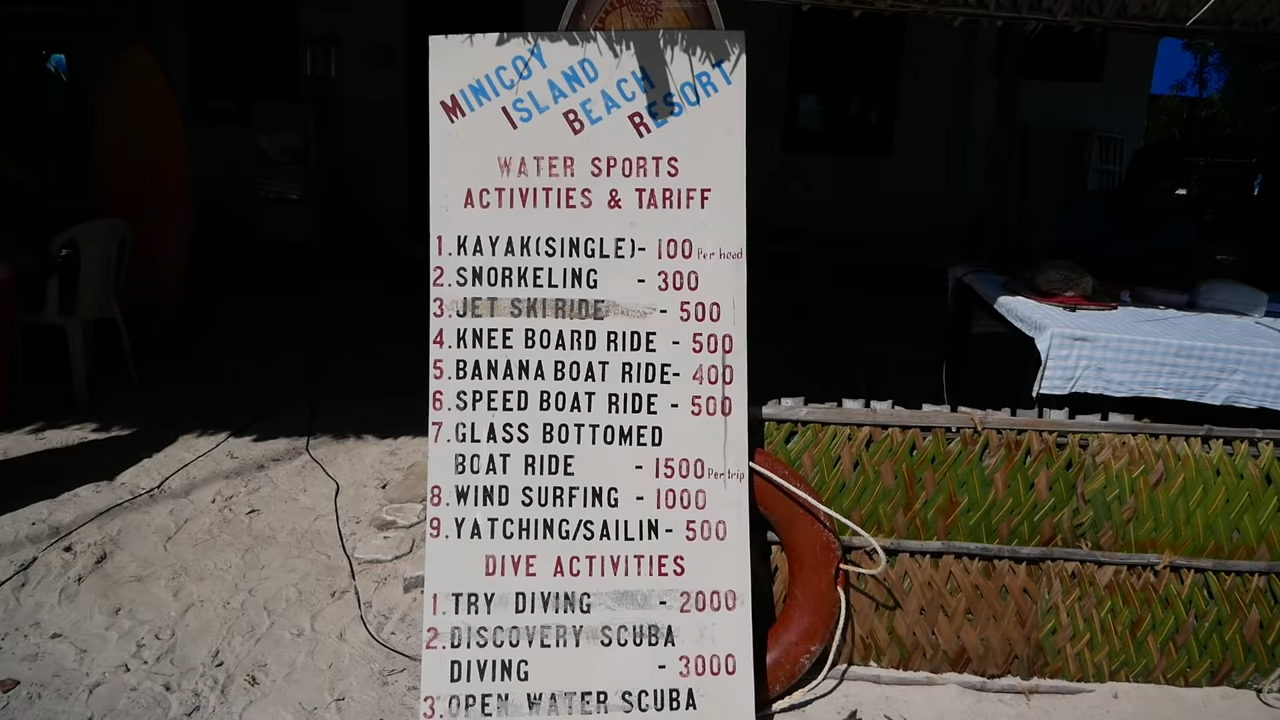 MINICOY ISLAND BEACH RESORT
WATER SPORTS
ACTIVITIES & TARIFF
1. KAYAK(SINGLE)- 100 Per head
2. SNORKELING - 300
3. JET SKI RIDE - 500
4. KNEE BOARD RIDE - 500
5. BANANA BOAT RIDE- 400
6. SPEED BOAT RIDE - 500
7. GLASS BOTTOMED
BOAT RIDE - 1500 Per trip
8. WIND SURFING - 1000
9. YATCHING/SAILIN - 500
DIVE ACTIVITIES
1. TRY DIVING - 2000
2. DISCOVERY SCUBA
DIVING - 3000
3. OPEN WATER SCUBA